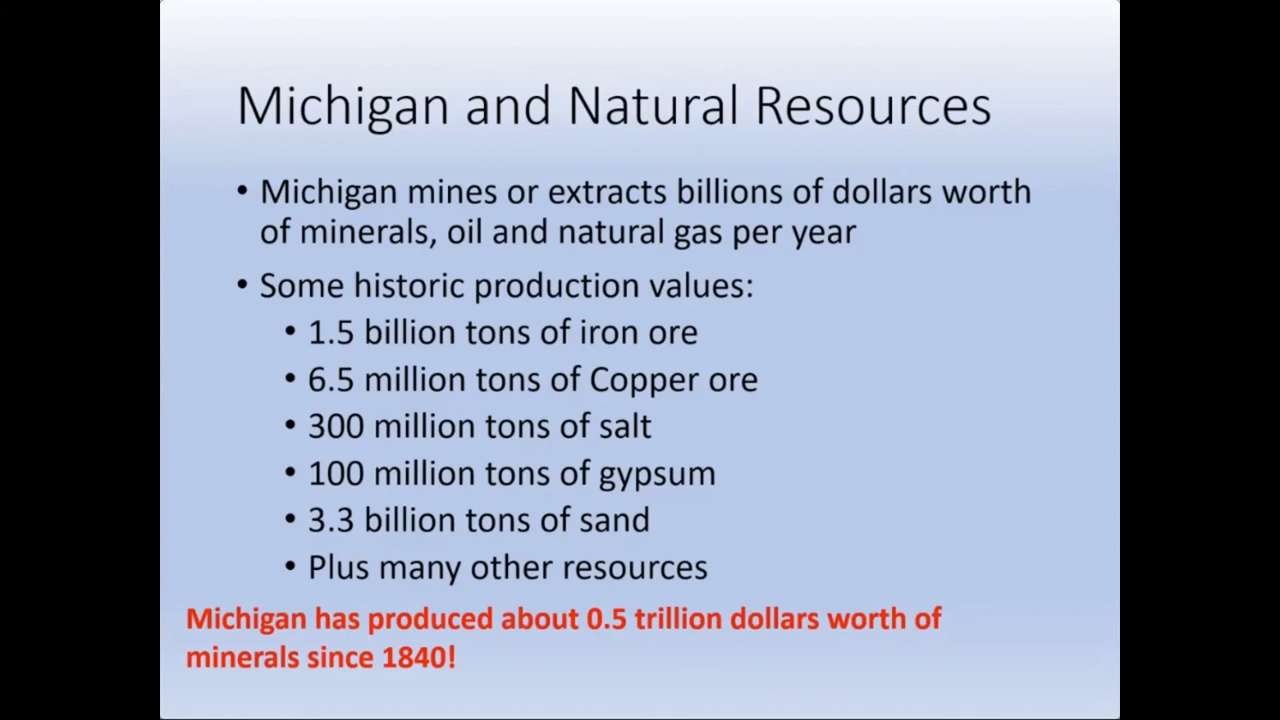 Michigan and Natural Resources
• Michigan mines or extracts billions of dollars worth
of minerals, oil and natural gas per year
• Some historic production values:
• 1.5 billion tons of iron ore
• 6.5 million tons of Copper ore
• 300 million tons of salt
• 100 million tons of gypsum
• 3.3 billion tons of sand
• Plus many other resources
Michigan has produced about 0.5 trillion dollars worth of
minerals since 1840!